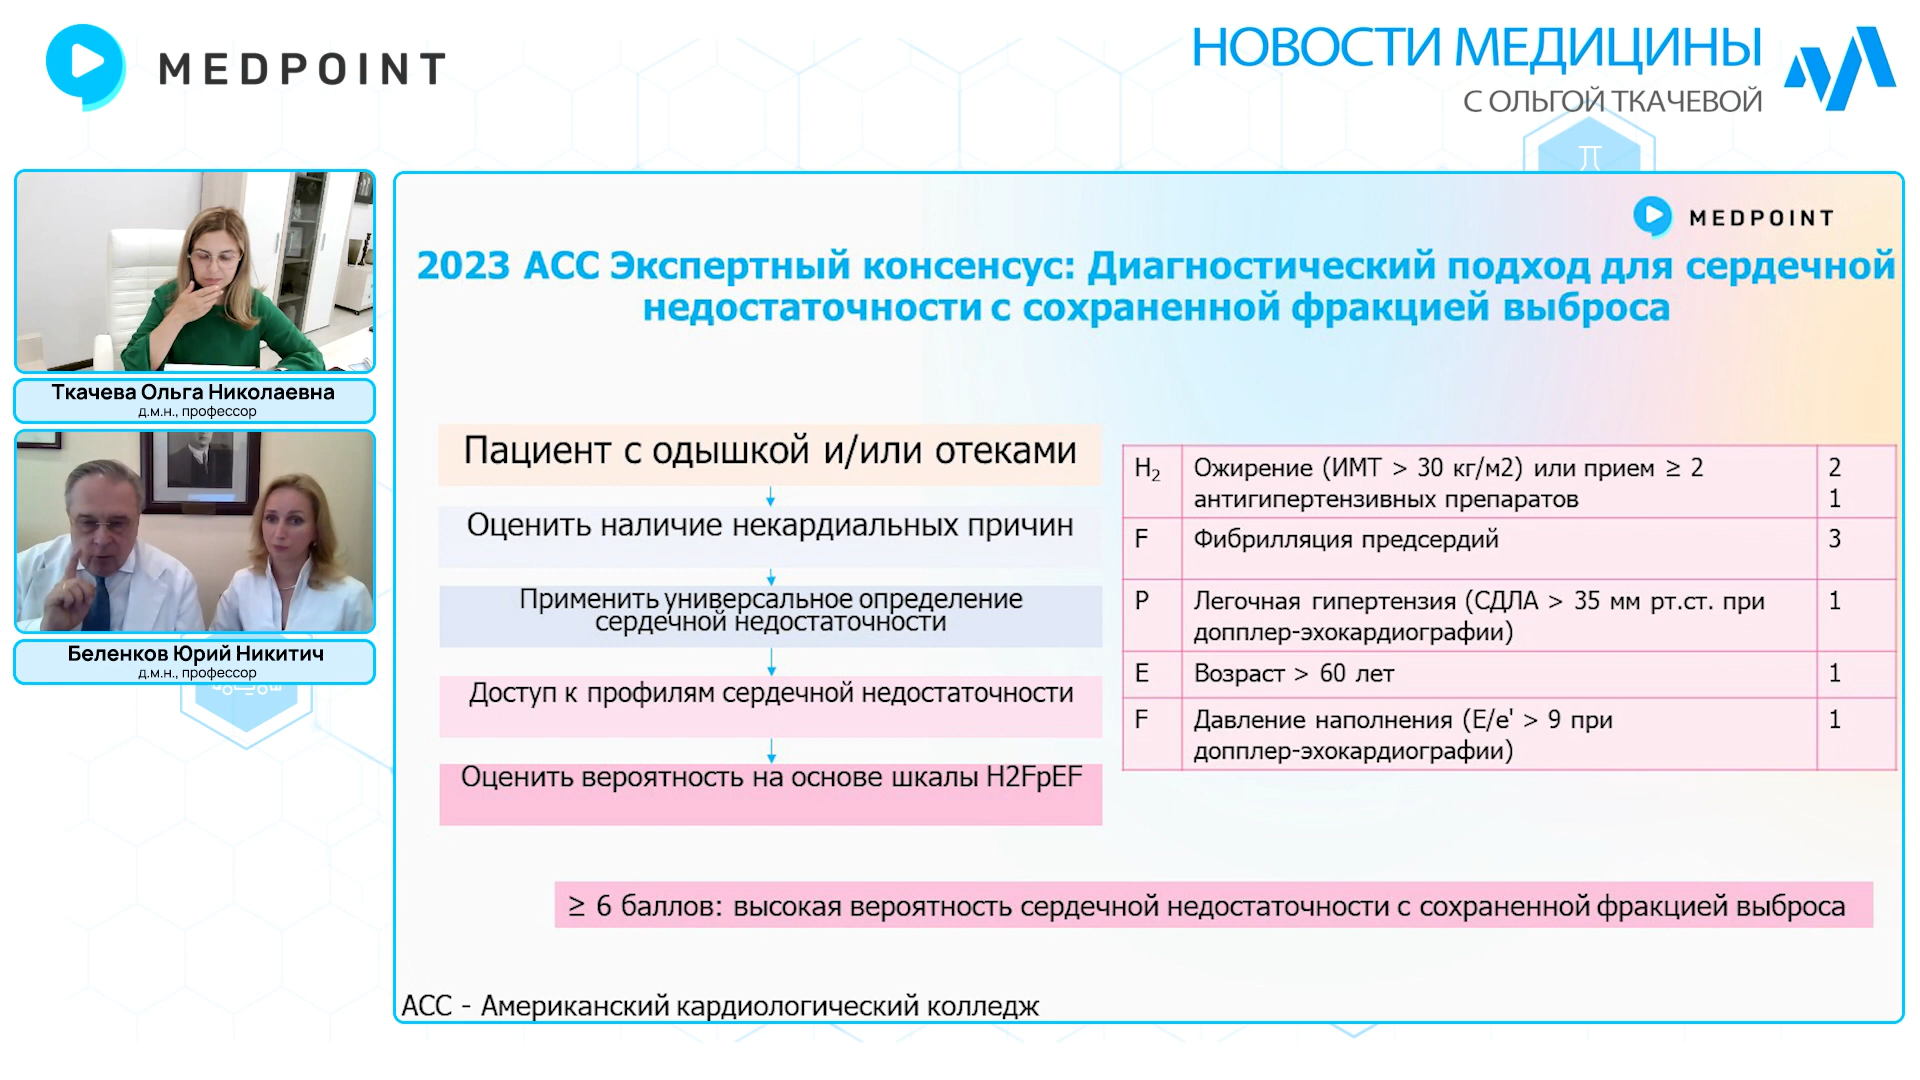 MEDPOINT
НОВОСТИ МЕДИЦИНЫ
С ОЛЬГОЙ ТКАЧЕВОЙ
Ткачева Ольга Николаевна
д.м.н., профессор
Беленков Юрий Никитич
д.м.н., профессор
MEDPOINT
2023 АСС Экспертный консенсус: Диагностический подход для сердечной
недостаточности с сохраненной фракцией выброса
Пациент с одышкой и/или отеками
Оценить наличие некардиальных причин
Применить универсальное определение
сердечной недостаточности
Доступ к профилям сердечной недостаточности
Оценить вероятность на основе шкалы H2FpEF
H2 Ожирение (ИМТ > 30 кг/м2) или прием ≥ 2 2
антигипертензивных препаратов 1
F Фибрилляция предсердий 3
P Легочная гипертензия (СДЛА > 35 мм рт.ст. при 1
допплер-эхокардиографии)
E Возраст > 60 лет 1
F Давление наполнения (E/e' > 9 при 1
допплер-эхокардиографии)
≥ 6 баллов: высокая вероятность сердечной недостаточности с сохраненной фракцией выброса
АСС - Американский кардиологический колледж